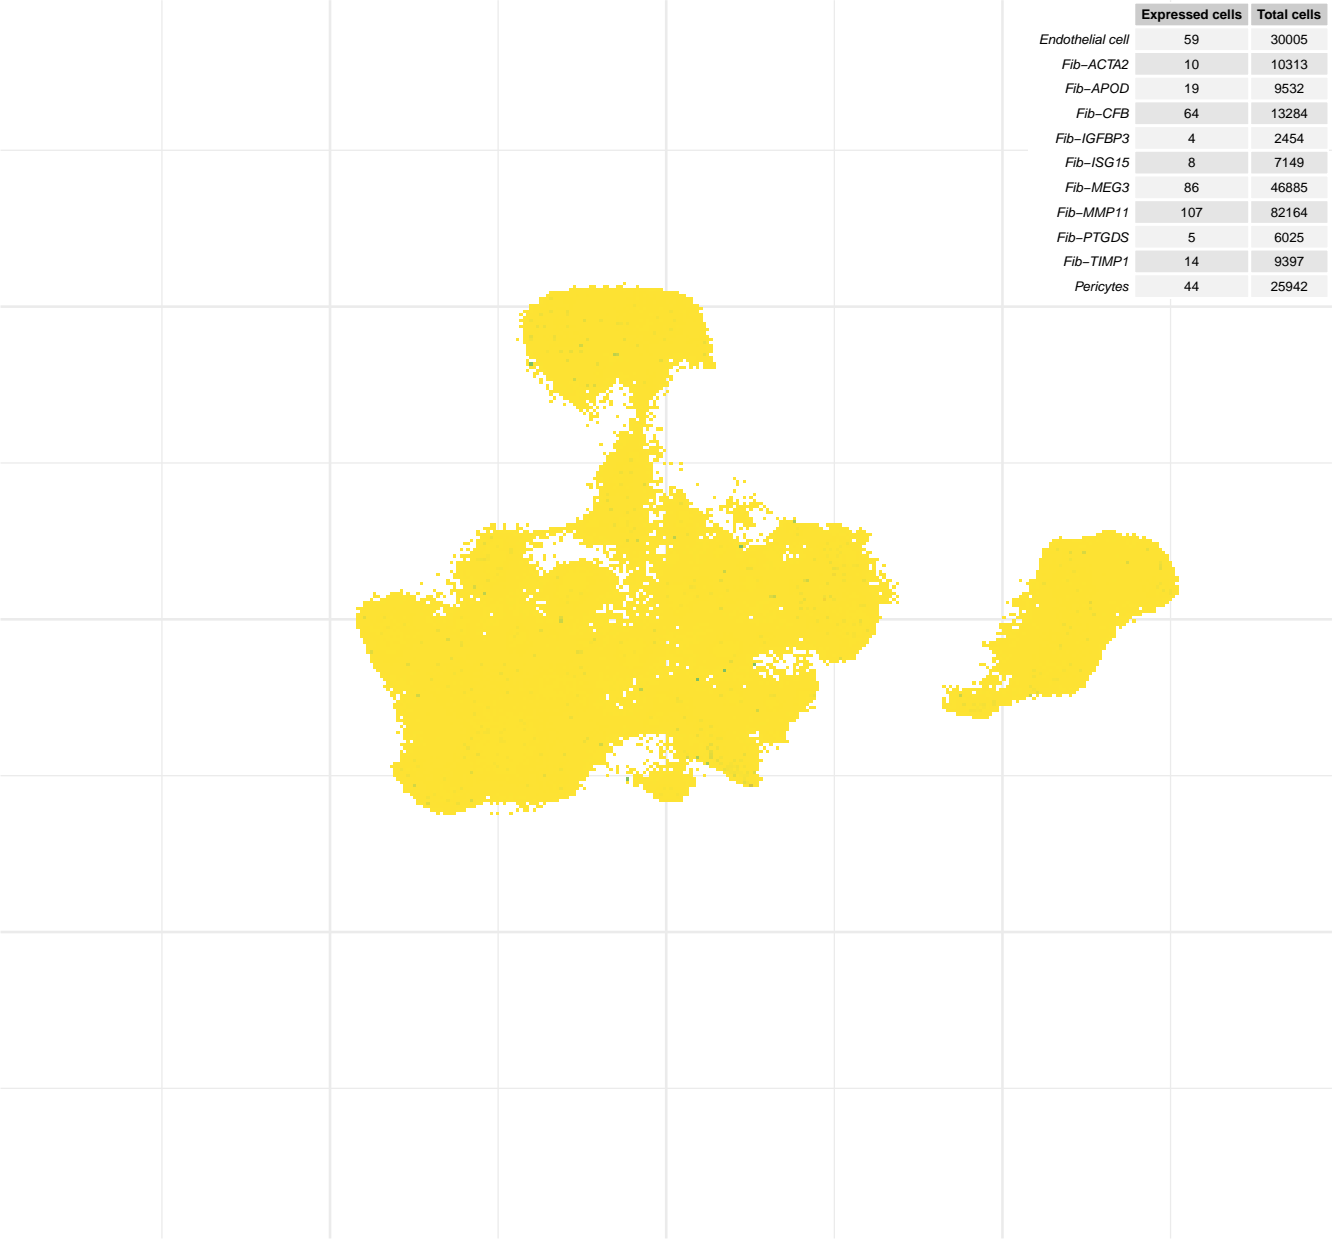 Expressed cells Total cells
Endothelial cell 59 30005
Fib−ACTA2 10 10313
Fib−APOD 19 9532
Fib−CFB 64 13284
Fib−IGFBP3 4 2454
Fib−ISG15 8 7149
Fib−MEG3 86 46885
Fib−MMP11 107 82164
Fib−PTGDS 5 6025
Fib−TIMP1 14 9397
Pericytes 44 25942